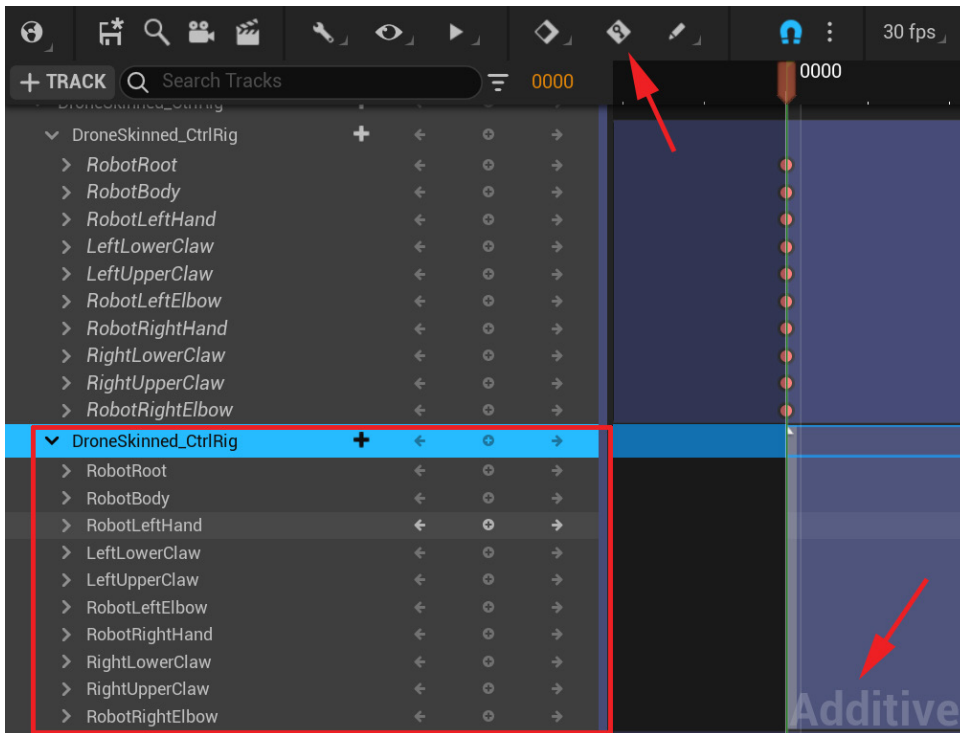 30 fps
+ TRACK Search Tracks 0000 0000
DroneSkinned_CtrlRig
DroneSkinned_CtrlRig
RobotRoot
RobotBody
RobotLeftHand
LeftLowerClaw
LeftUpperClaw
RobotLeftElbow
RobotRightHand
RightLowerClaw
RightUpperClaw
RobotRightElbow
DroneSkinned_CtrlRig
RobotRoot
RobotBody
RobotLeftHand
LeftLowerClaw
LeftUpperClaw
RobotLeftElbow
RobotRightHand
RightLowerClaw
RightUpperClaw
RobotRightElbow
Additive